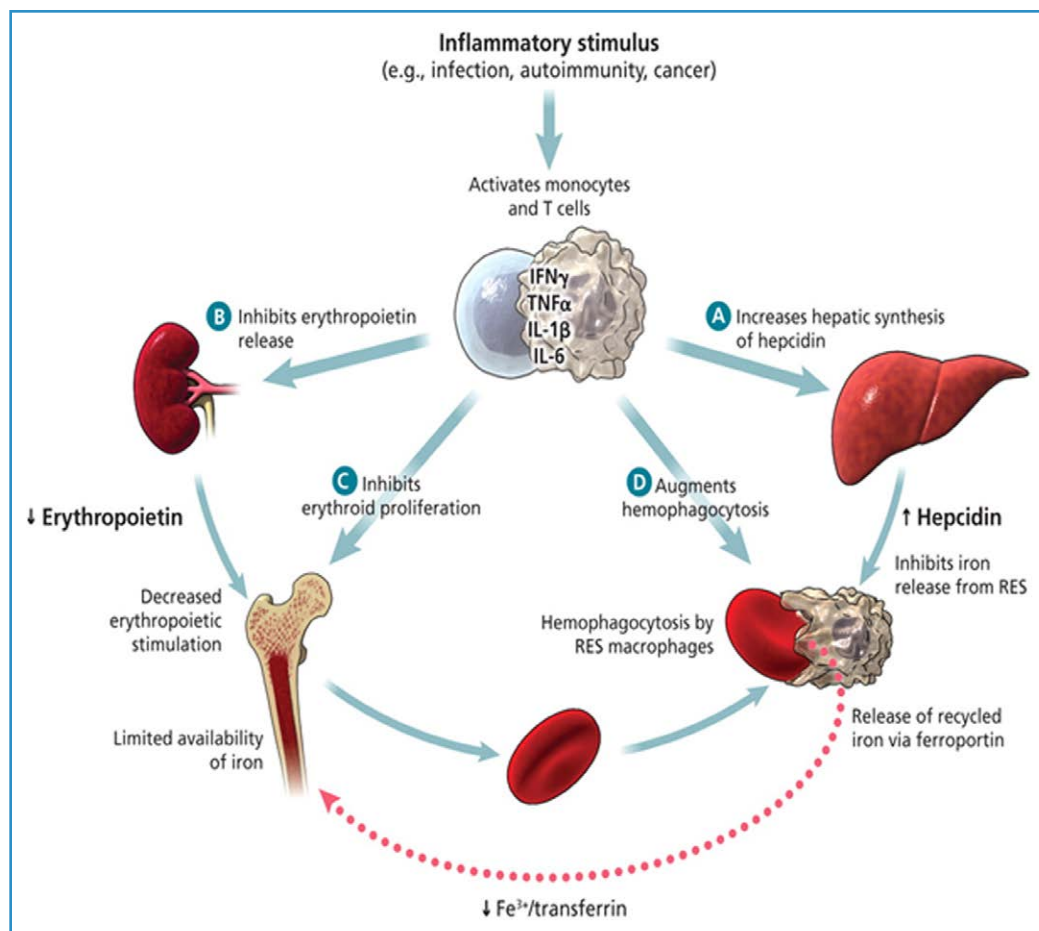 Inflammatory stimulus
(e.g., infection, autoimmunity, cancer)
Activates monocytes
and T cells
IFNγ
TNFα
IL-1β
IL-6
B Inhibits erythropoietin
release
A Increases hepatic synthesis
of hepcidin
C Inhibits
erythroid proliferation
D Augments
hemophagocytosis
↓ Erythropoietin
↑ Hepcidin
Inhibits iron
release from RES
Decreased
erythropoietic
stimulation
Hemophagocytosis by
RES macrophages
Limited availability
of iron
Release of recycled
iron via ferroportin
↓ Fe³⁺/transferrin